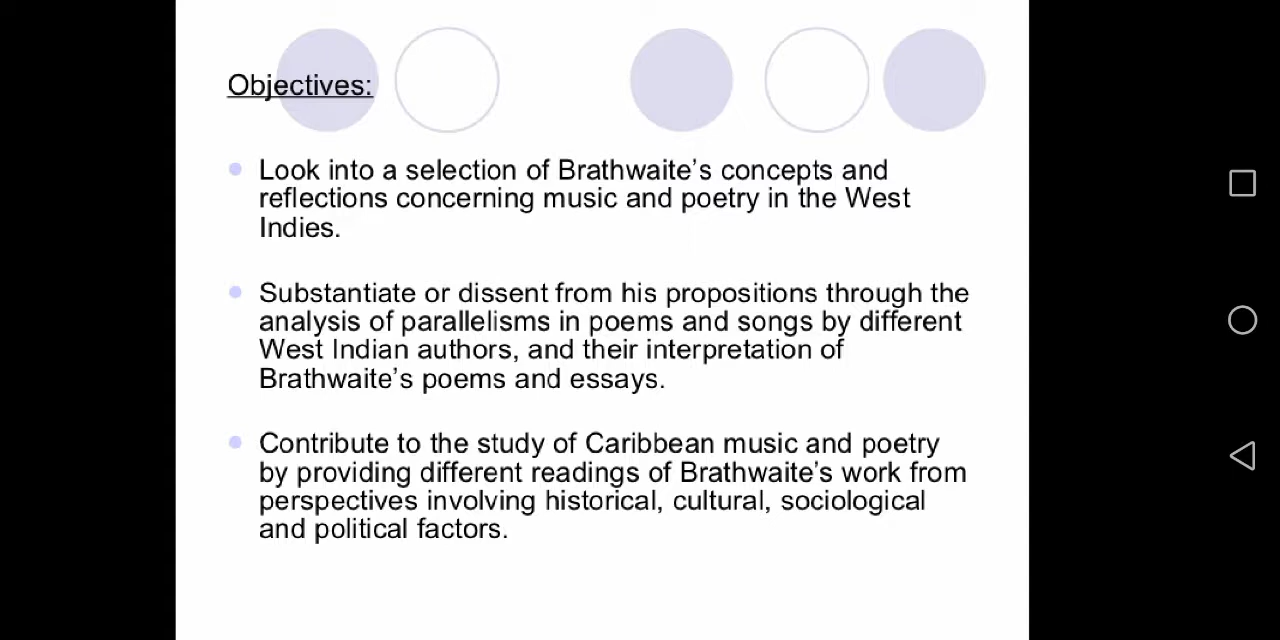 Objectives:
Look into a selection of Brathwaite’s concepts and
reflections concerning music and poetry in the West
Indies.
Substantiate or dissent from his propositions through the
analysis of parallelisms in poems and songs by different
West Indian authors, and their interpretation of
Brathwaite’s poems and essays.
Contribute to the study of Caribbean music and poetry
by providing different readings of Brathwaite’s work from
perspectives involving historical, cultural, sociological
and political factors.